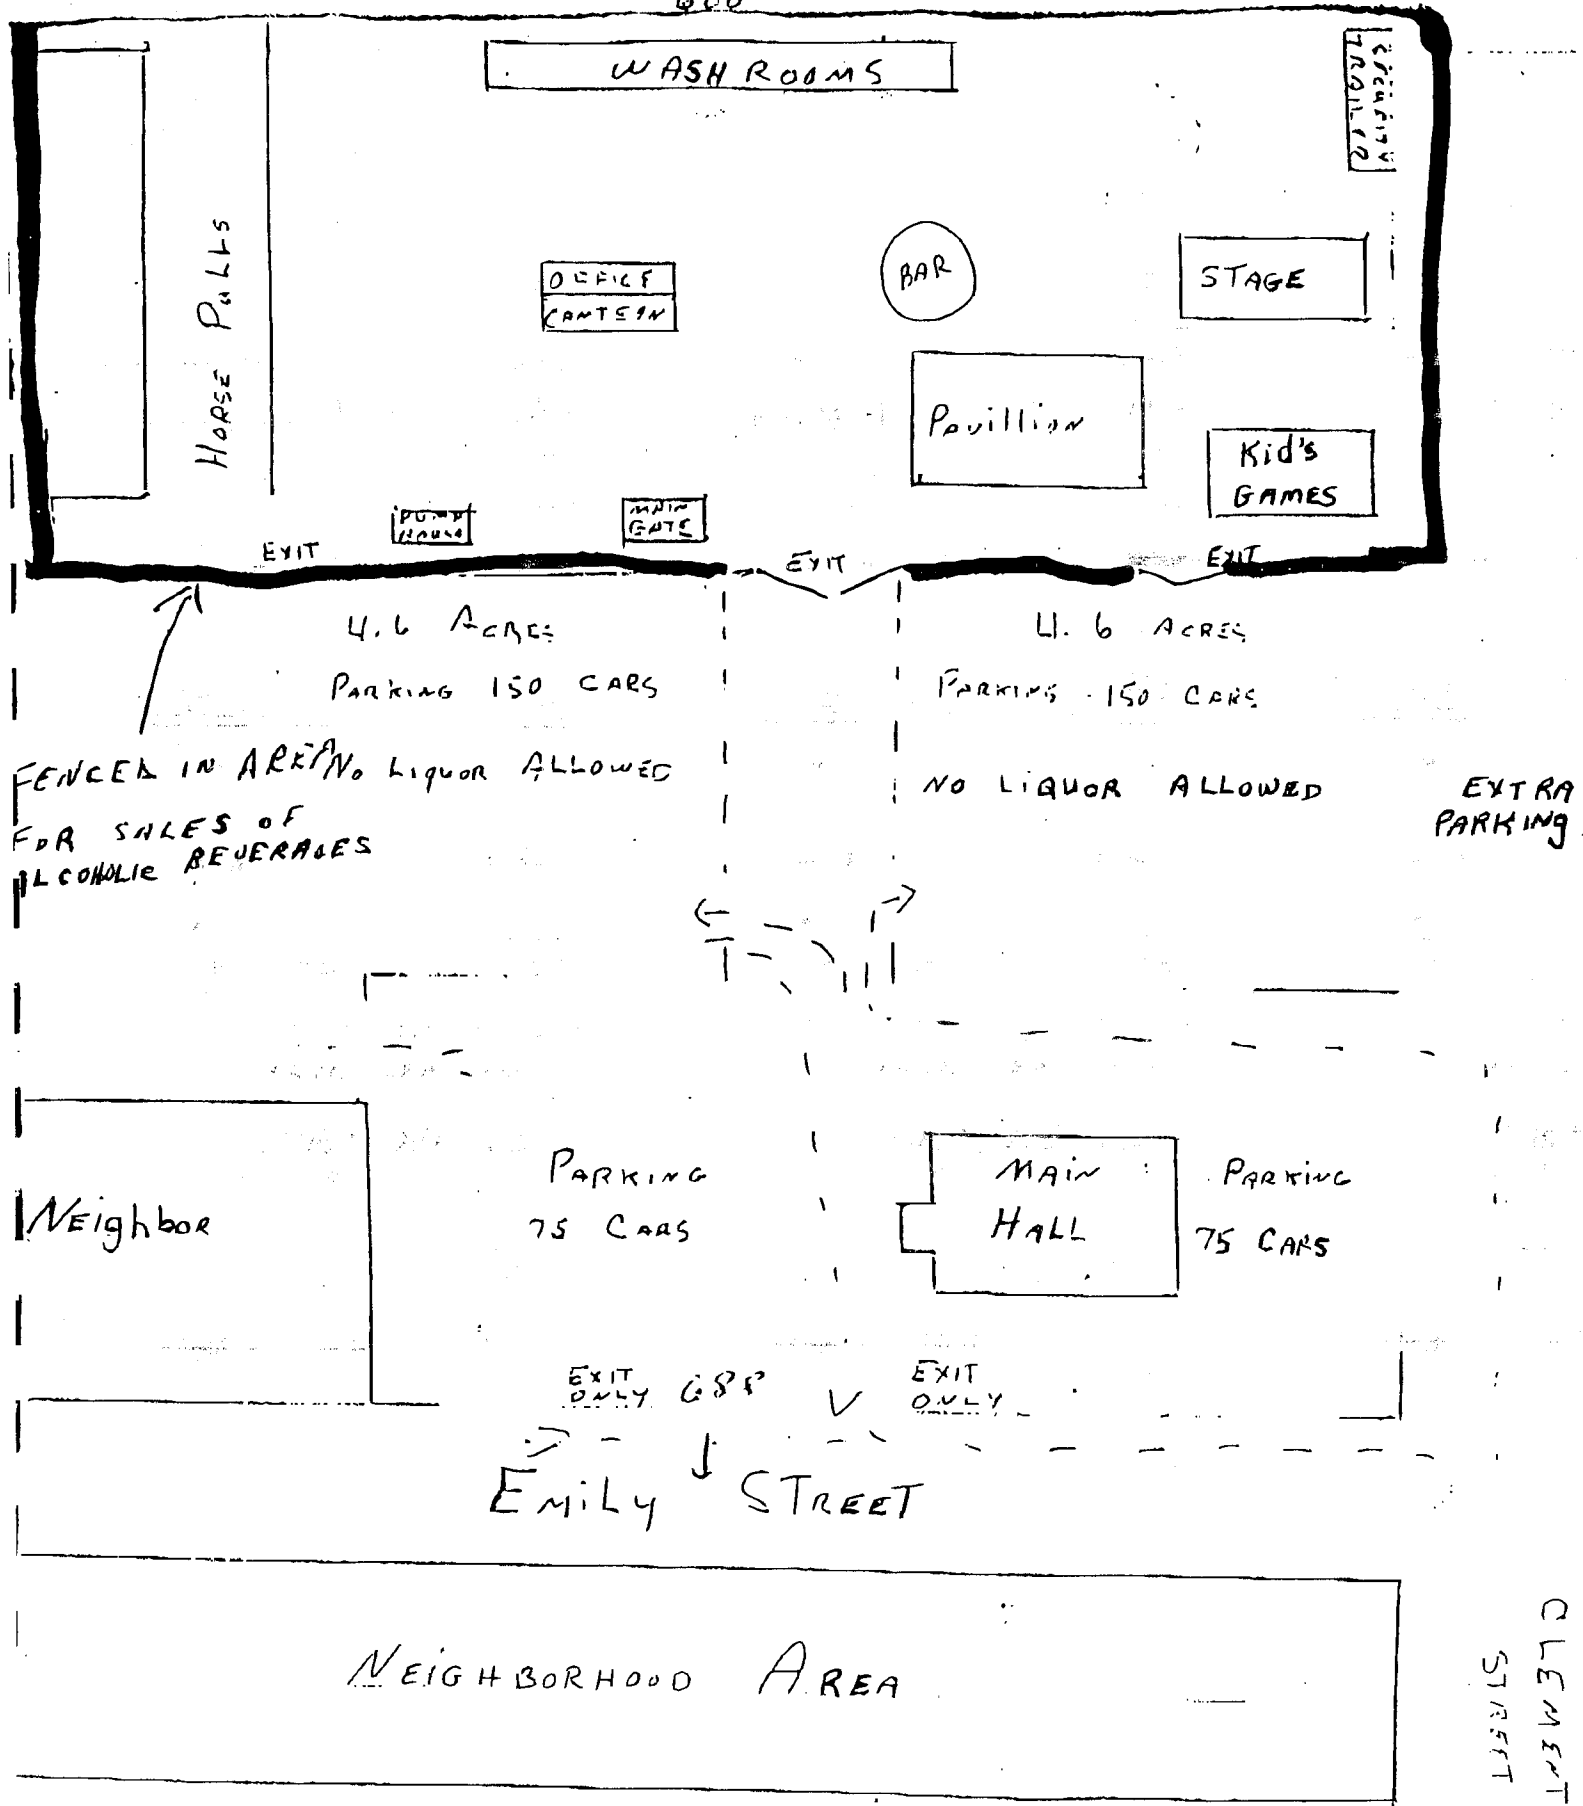 WASH ROOMS
SECURITY
TRAILER
HORSE PULLS
OFFICE
CANTEEN
BAR
STAGE
Pavillion
Kid's
GAMES
PUMP
HOUSE
MAIN
GATE
EXIT
EXIT
EXIT
4.6 ACRES
PARKING 150 CARS
4.6 ACRES
PARKING 150 CARS
FENCED IN AREA
FOR SALES OF
ALCOHOLIC BEVERAGES
NO LIQUOR ALLOWED
NO LIQUOR ALLOWED
EXTRA
PARKING
Neighbor
PARKING
75 CARS
MAIN
HALL
PARKING
75 CARS
EXIT
ONLY
688
EXIT
ONLY
Emily STREET
NEIGHBORHOOD AREA
CLEMENT
STREET